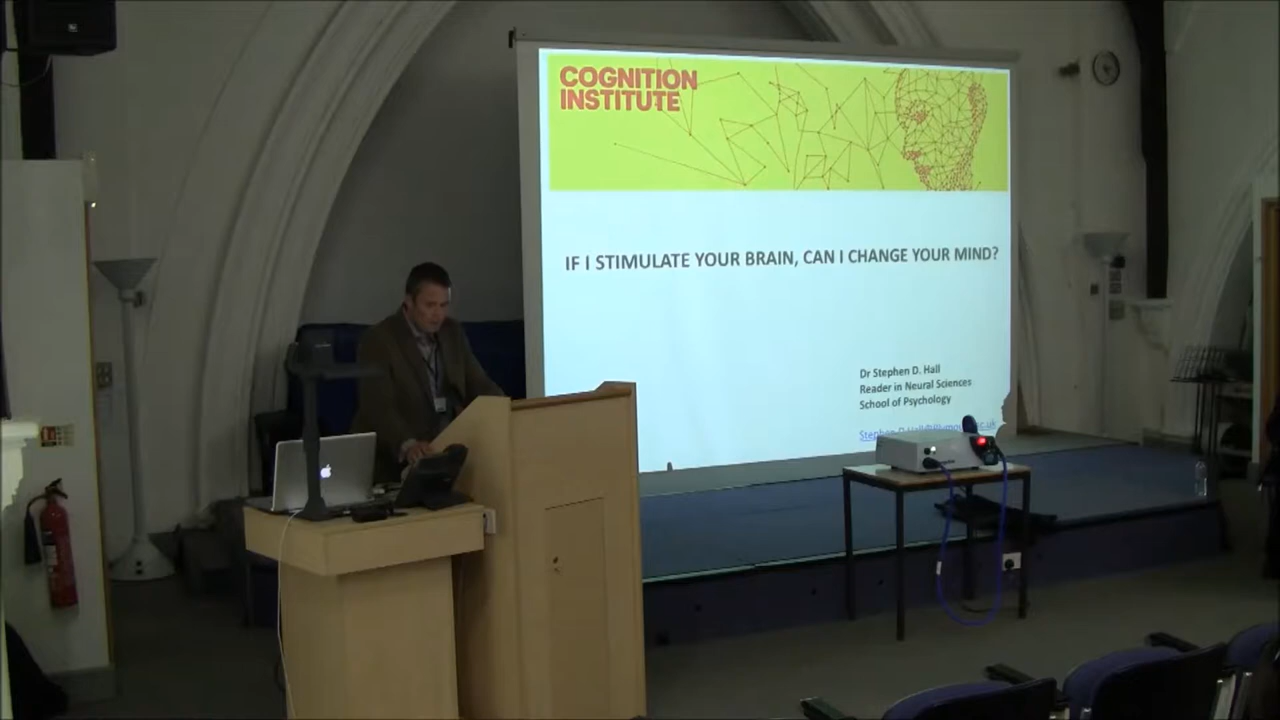 COGNITION
INSTITUTE
IF I STIMULATE YOUR BRAIN, CAN I CHANGE YOUR MIND?
Dr Stephen D. Hall
Reader in Neural Sciences
School of Psychology